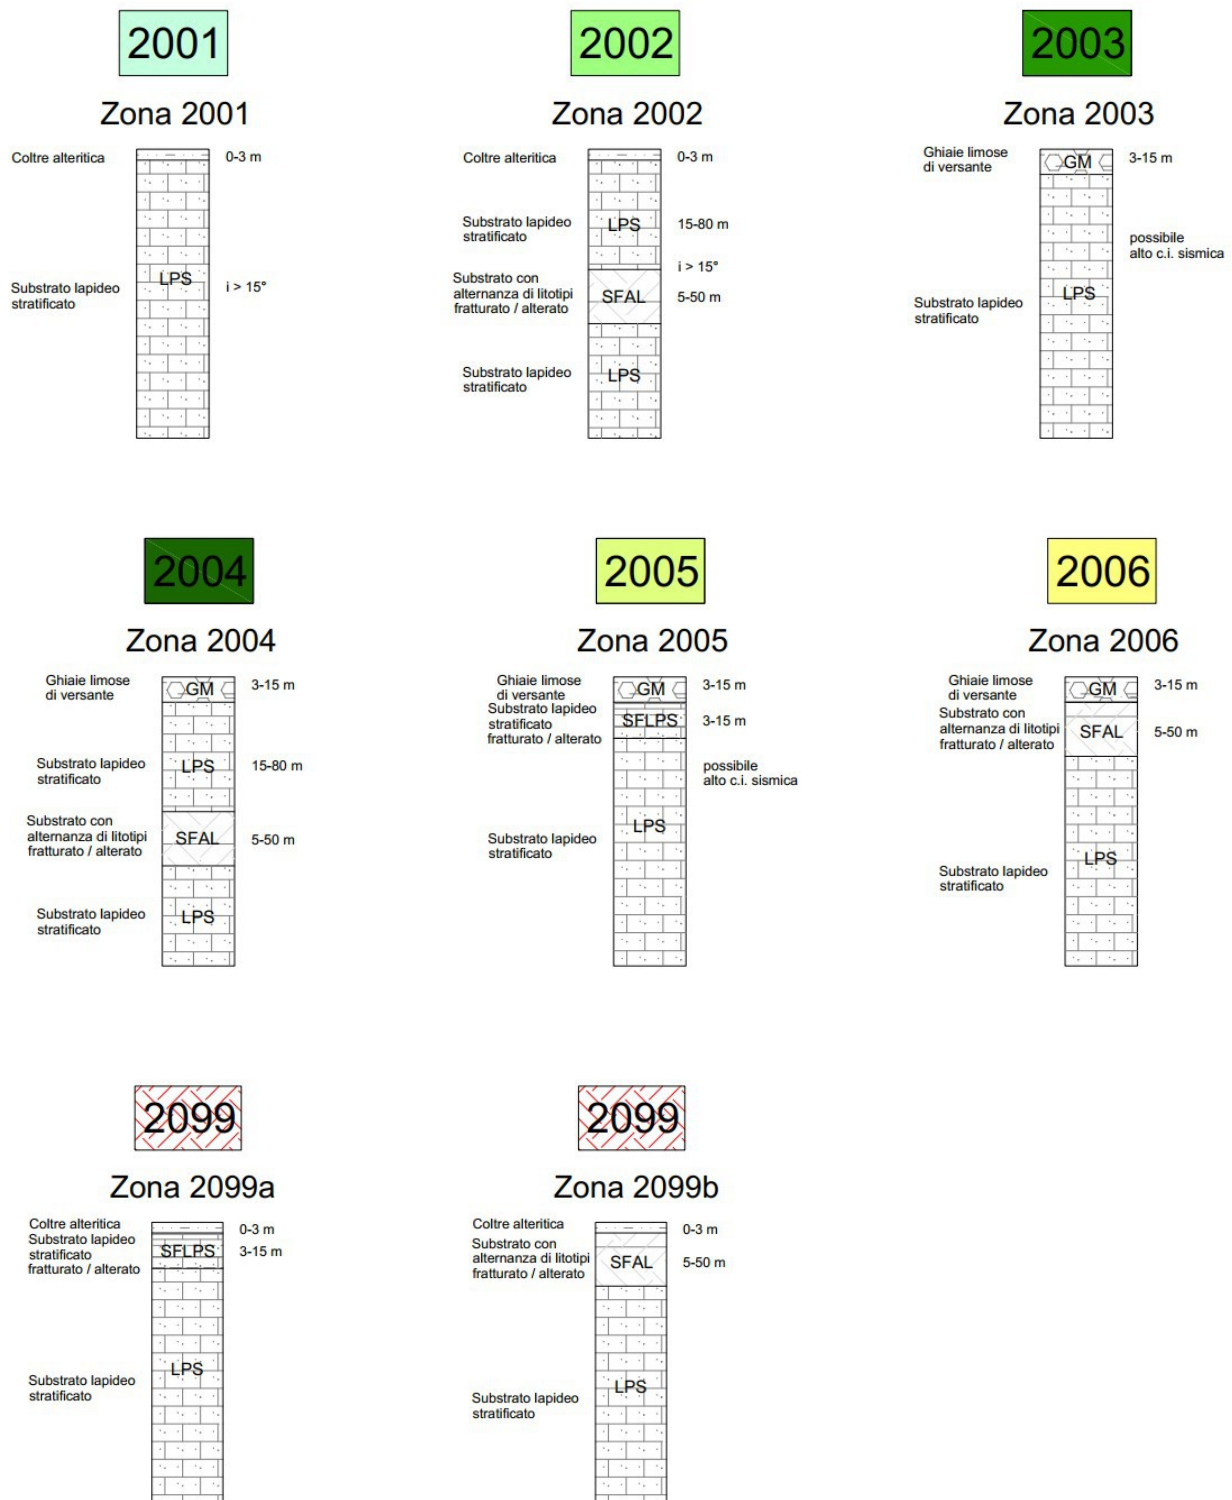 2001
Zona 2001
Coltre alteritica
0-3 m
LPS
i > 15°
Substrato lapideo
stratificato
2002
Zona 2002
Coltre alteritica
0-3 m
Substrato lapideo
stratificato
LPS
15-80 m
i > 15°
Substrato con
alternanza di litotipi
fratturato / alterato
SFAL
5-50 m
Substrato lapideo
stratificato
LPS
2003
Zona 2003
Ghiaie limose
di versante
GM
3-15 m
possibile
alto c.i. sismica
Substrato lapideo
stratificato
LPS
2004
Zona 2004
Ghiaie limose
di versante
GM
3-15 m
Substrato lapideo
stratificato
LPS
15-80 m
Substrato con
alternanza di litotipi
fratturato / alterato
SFAL
5-50 m
Substrato lapideo
stratificato
LPS
2005
Zona 2005
Ghiaie limose
di versante
GM
3-15 m
Substrato lapideo
stratificato
fratturato / alterato
SFLPS
3-15 m
possibile
alto c.i. sismica
Substrato lapideo
stratificato
LPS
2006
Zona 2006
Ghiaie limose
di versante
GM
3-15 m
Substrato con
alternanza di litotipi
fratturato / alterato
SFAL
5-50 m
Substrato lapideo
stratificato
LPS
2099
Zona 2099a
Coltre alteritica
0-3 m
Substrato lapideo
stratificato
fratturato / alterato
SFLPS
3-15 m
Substrato lapideo
stratificato
LPS
2099
Zona 2099b
Coltre alteritica
0-3 m
Substrato con
alternanza di litotipi
fratturato / alterato
SFAL
5-50 m
Substrato lapideo
stratificato
LPS